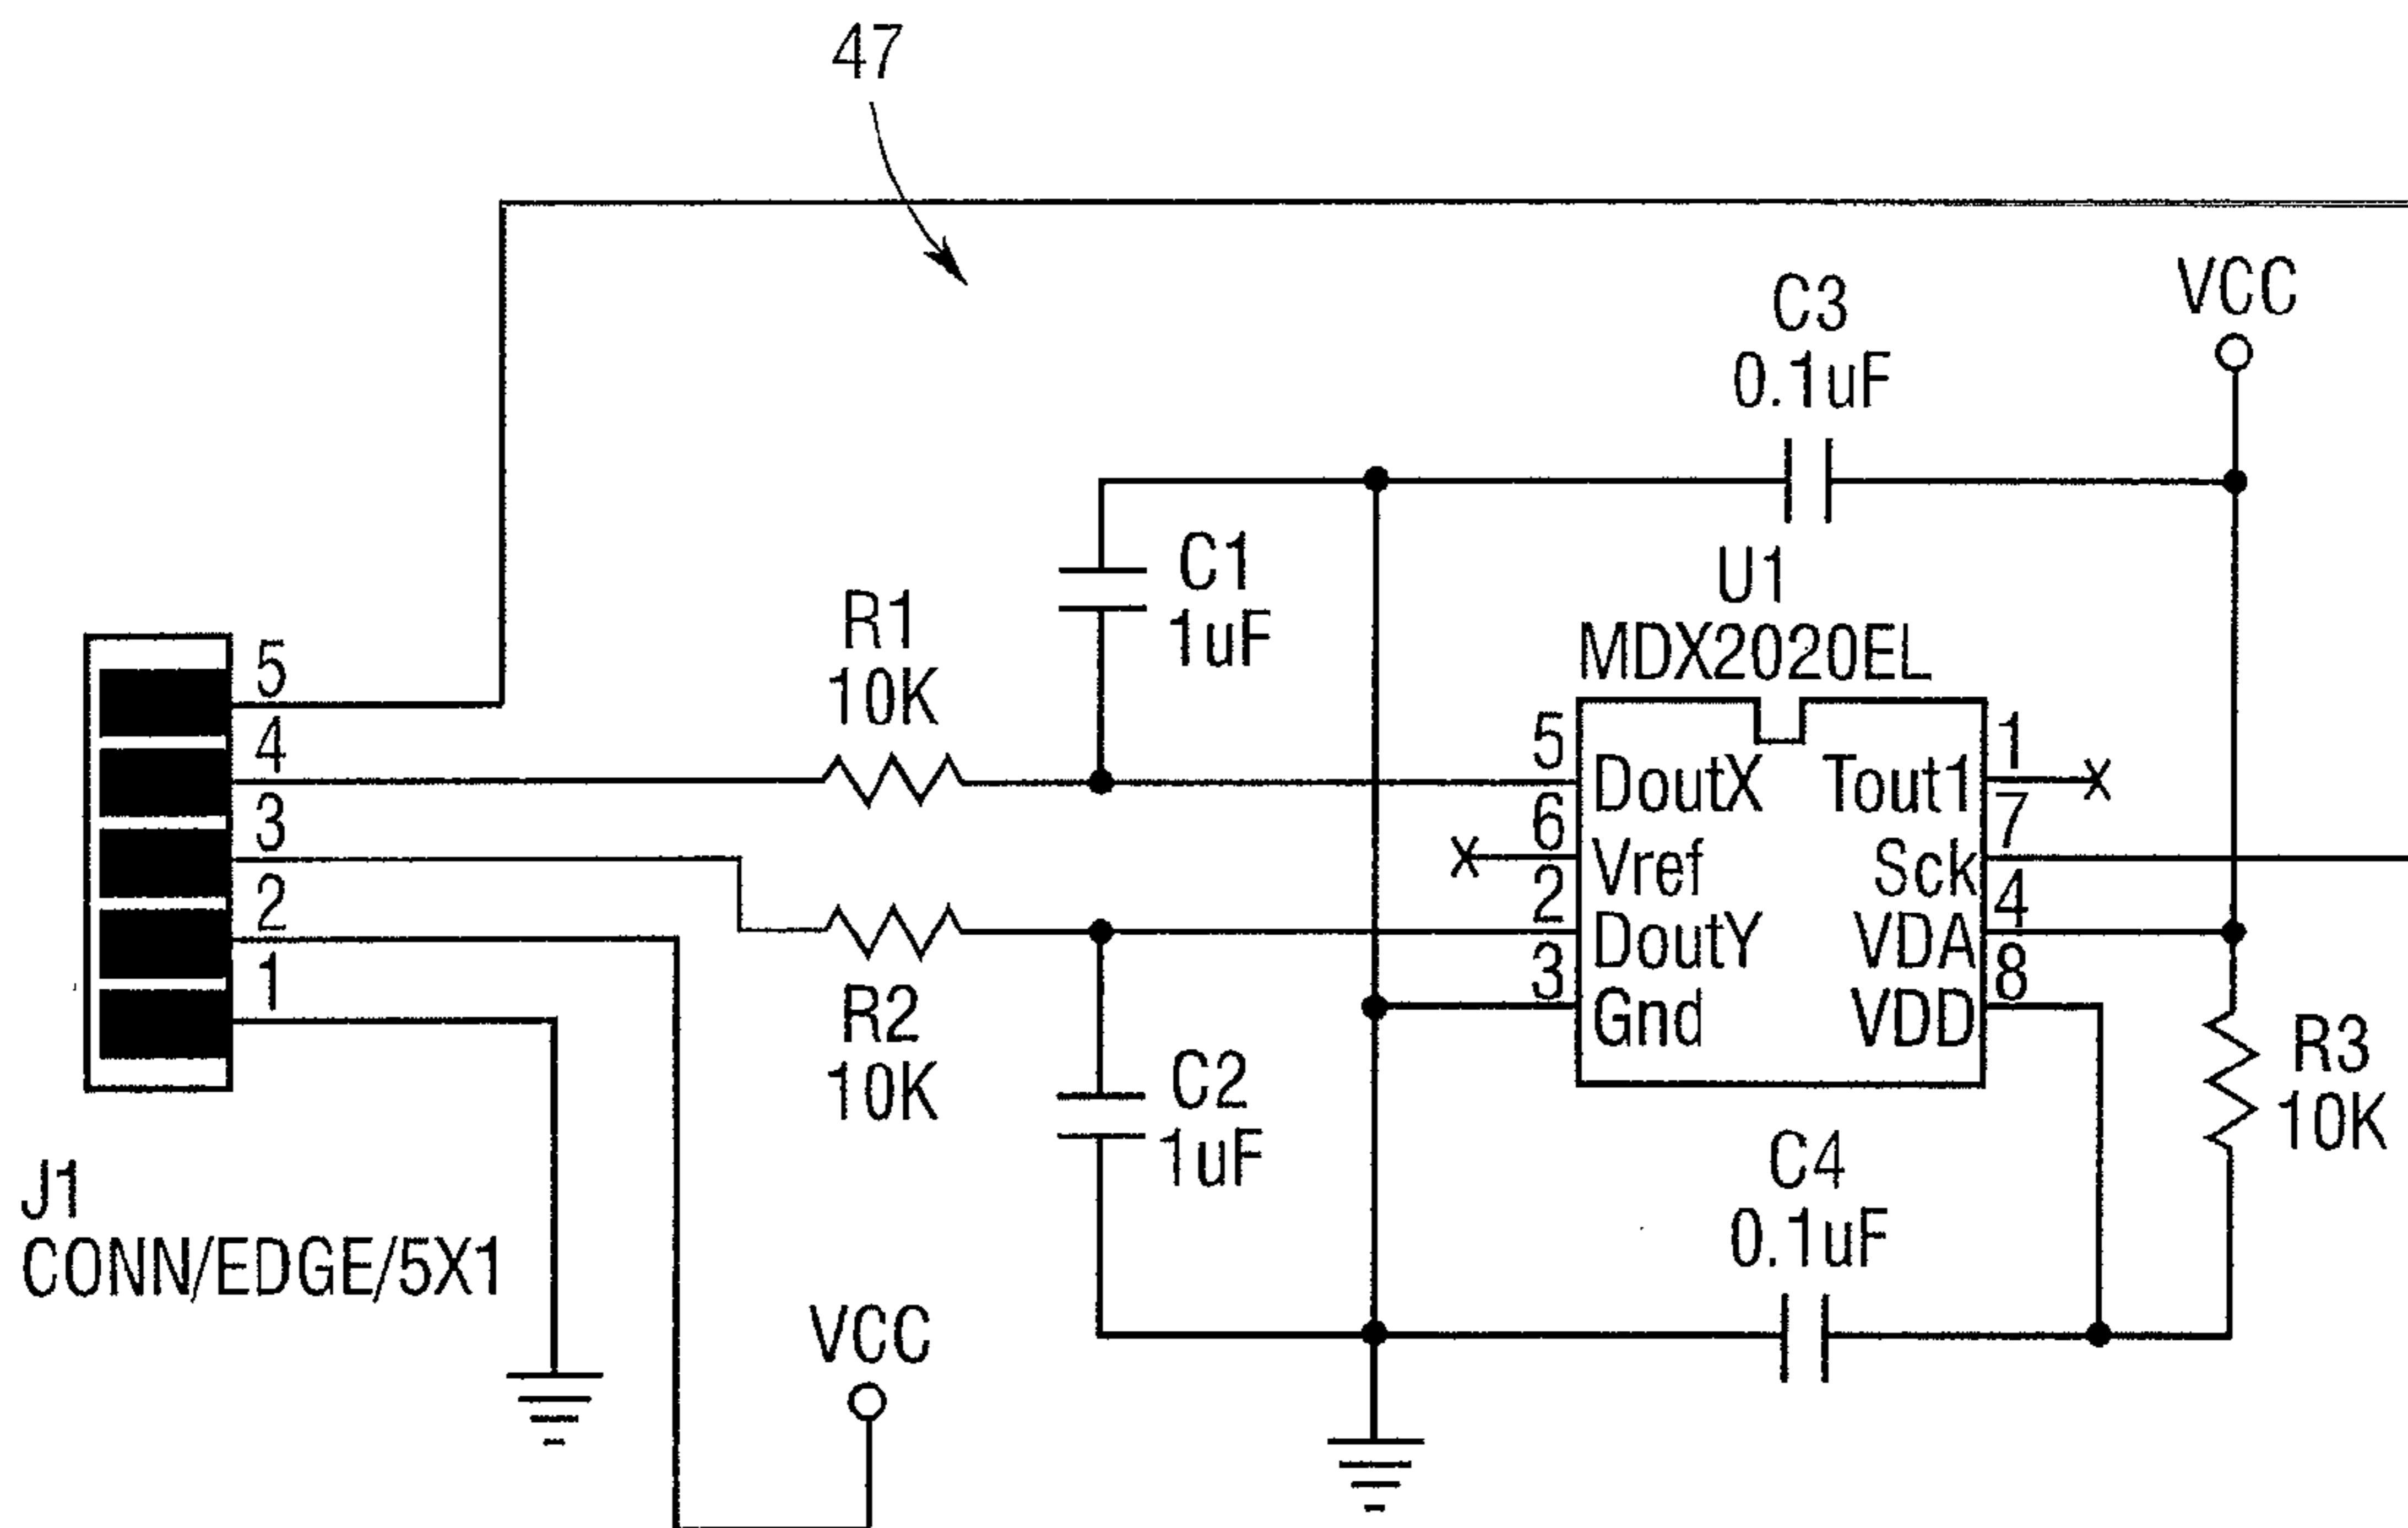 47
VCC
C3
0.1uF
C1
1uF
U1
MDX2020EL
R1
10K
5
4
3
2
1
5
DoutX
Tout1
1
6
Vref
Sck
7
2
DoutY
VDA
4
3
Gnd
VDD
8
R2
10K
C2
1uF
R3
10K
C4
0.1uF
J1
CONN/EDGE/5X1
VCC